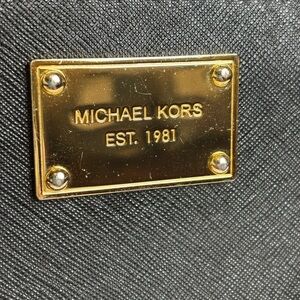 MICHAEL KORS
EST. 1981